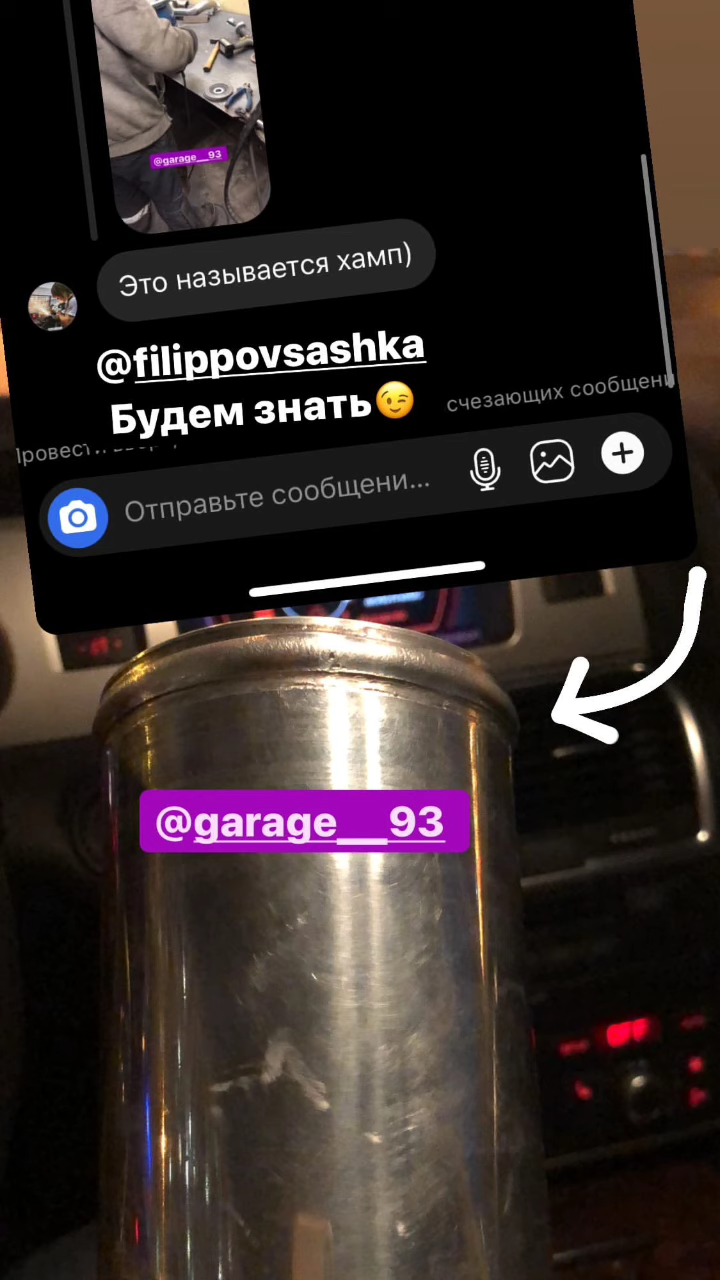 @garage__93
Это называется хамп)
@filippovsashka
Будем знать😉
счезающих сообщени
Отправьте сообщени...
@garage__93